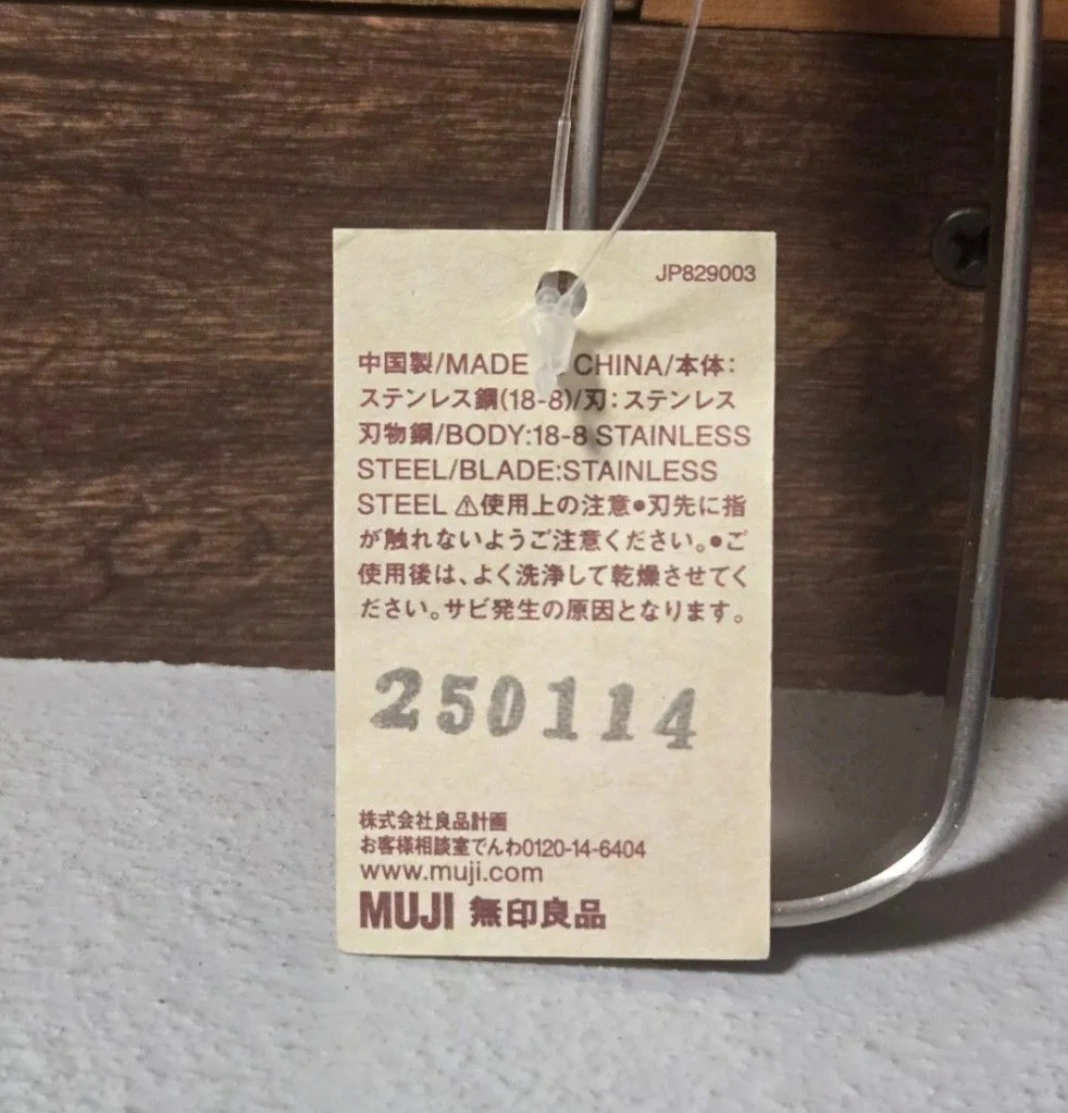 JP829003
中国製/MADE CHINA/本体:
ステンレス鋼(18-8)/刃:ステンレス
刃物鋼/BODY:18-8 STAINLESS
STEEL/BLADE:STAINLESS
STEEL ⚠使用上の注意●刃先に指
が触れないようご注意ください。●ご
使用後は、よく洗浄して乾燥させてく
ださい。サビ発生の原因となります。
250114
株式会社良品計画
お客様相談室でんわ0120-14-6404
www.muji.com
MUJI 無印良品